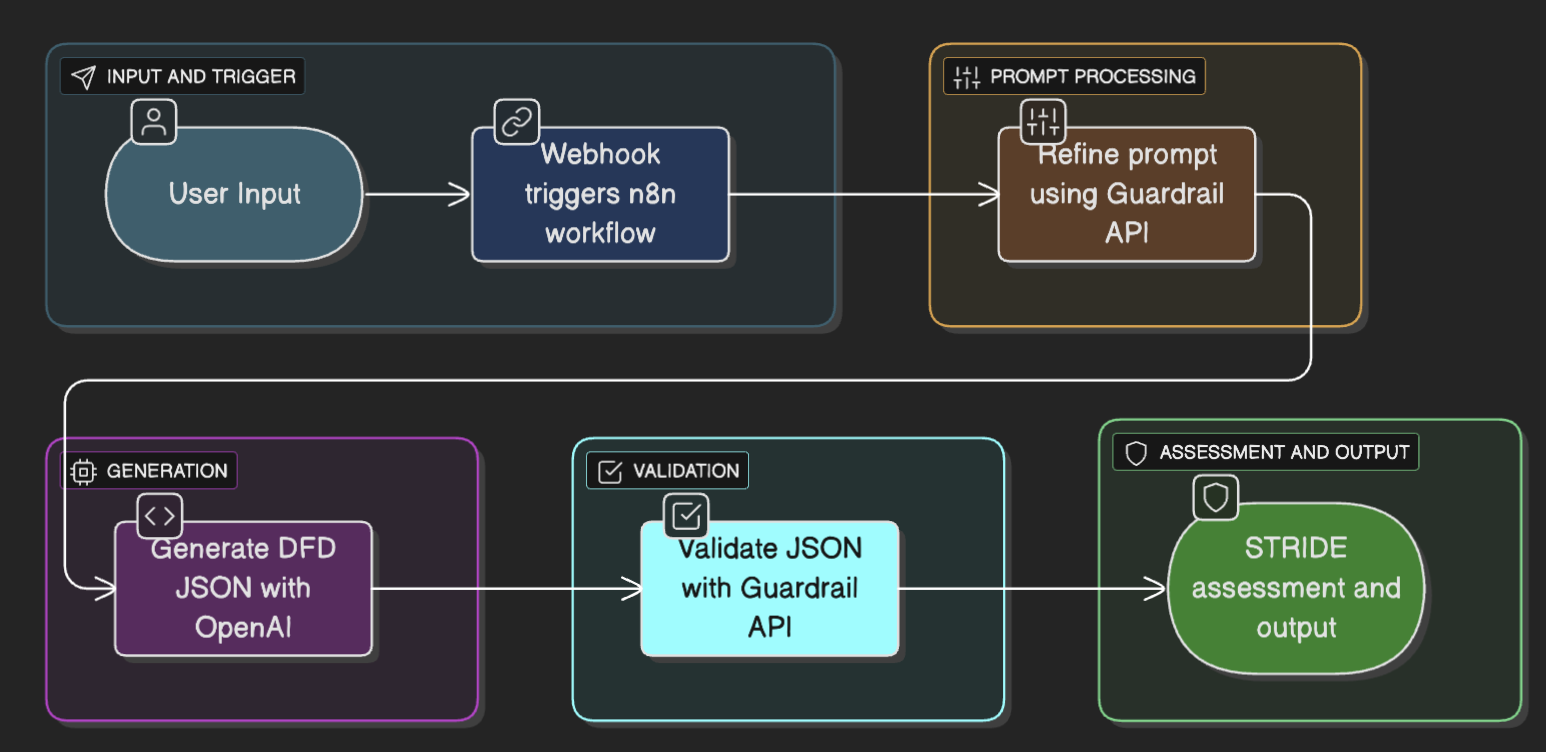 INPUT AND TRIGGER
User Input
Webhook
triggers n8n
workflow
PROMPT PROCESSING
Refine prompt
using Guardrail
API
GENERATION
Generate DFD
JSON with
OpenAI
VALIDATION
Validate JSON
with Guardrail
API
ASSESSMENT AND OUTPUT
STRIDE
assessment and
output